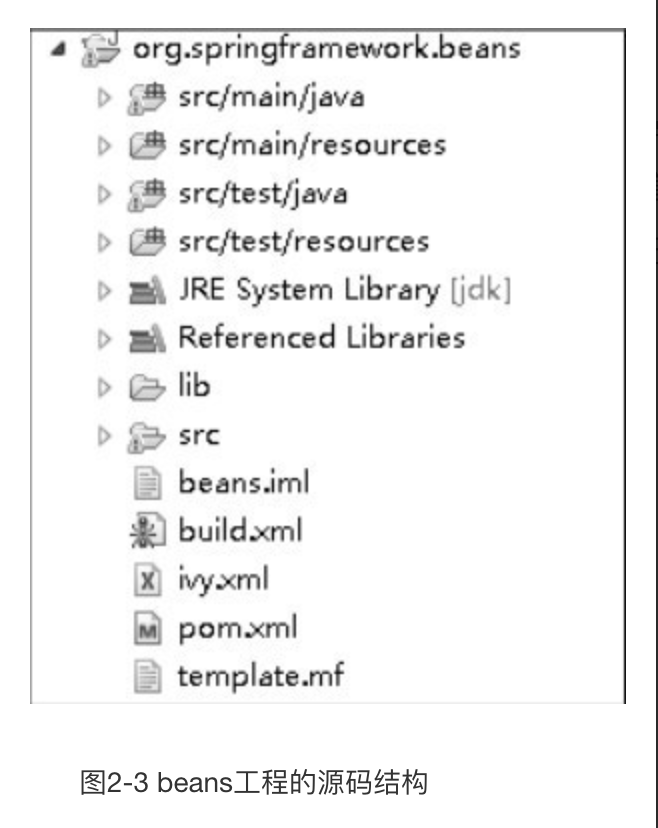 org.springframework.beans
src/main/java
src/main/resources
src/test/java
src/test/resources
JRE System Library [jdk]
Referenced Libraries
lib
src
beans.iml
build.xml
ivy.xml
pom.xml
template.mf
图2-3 beans工程的源码结构